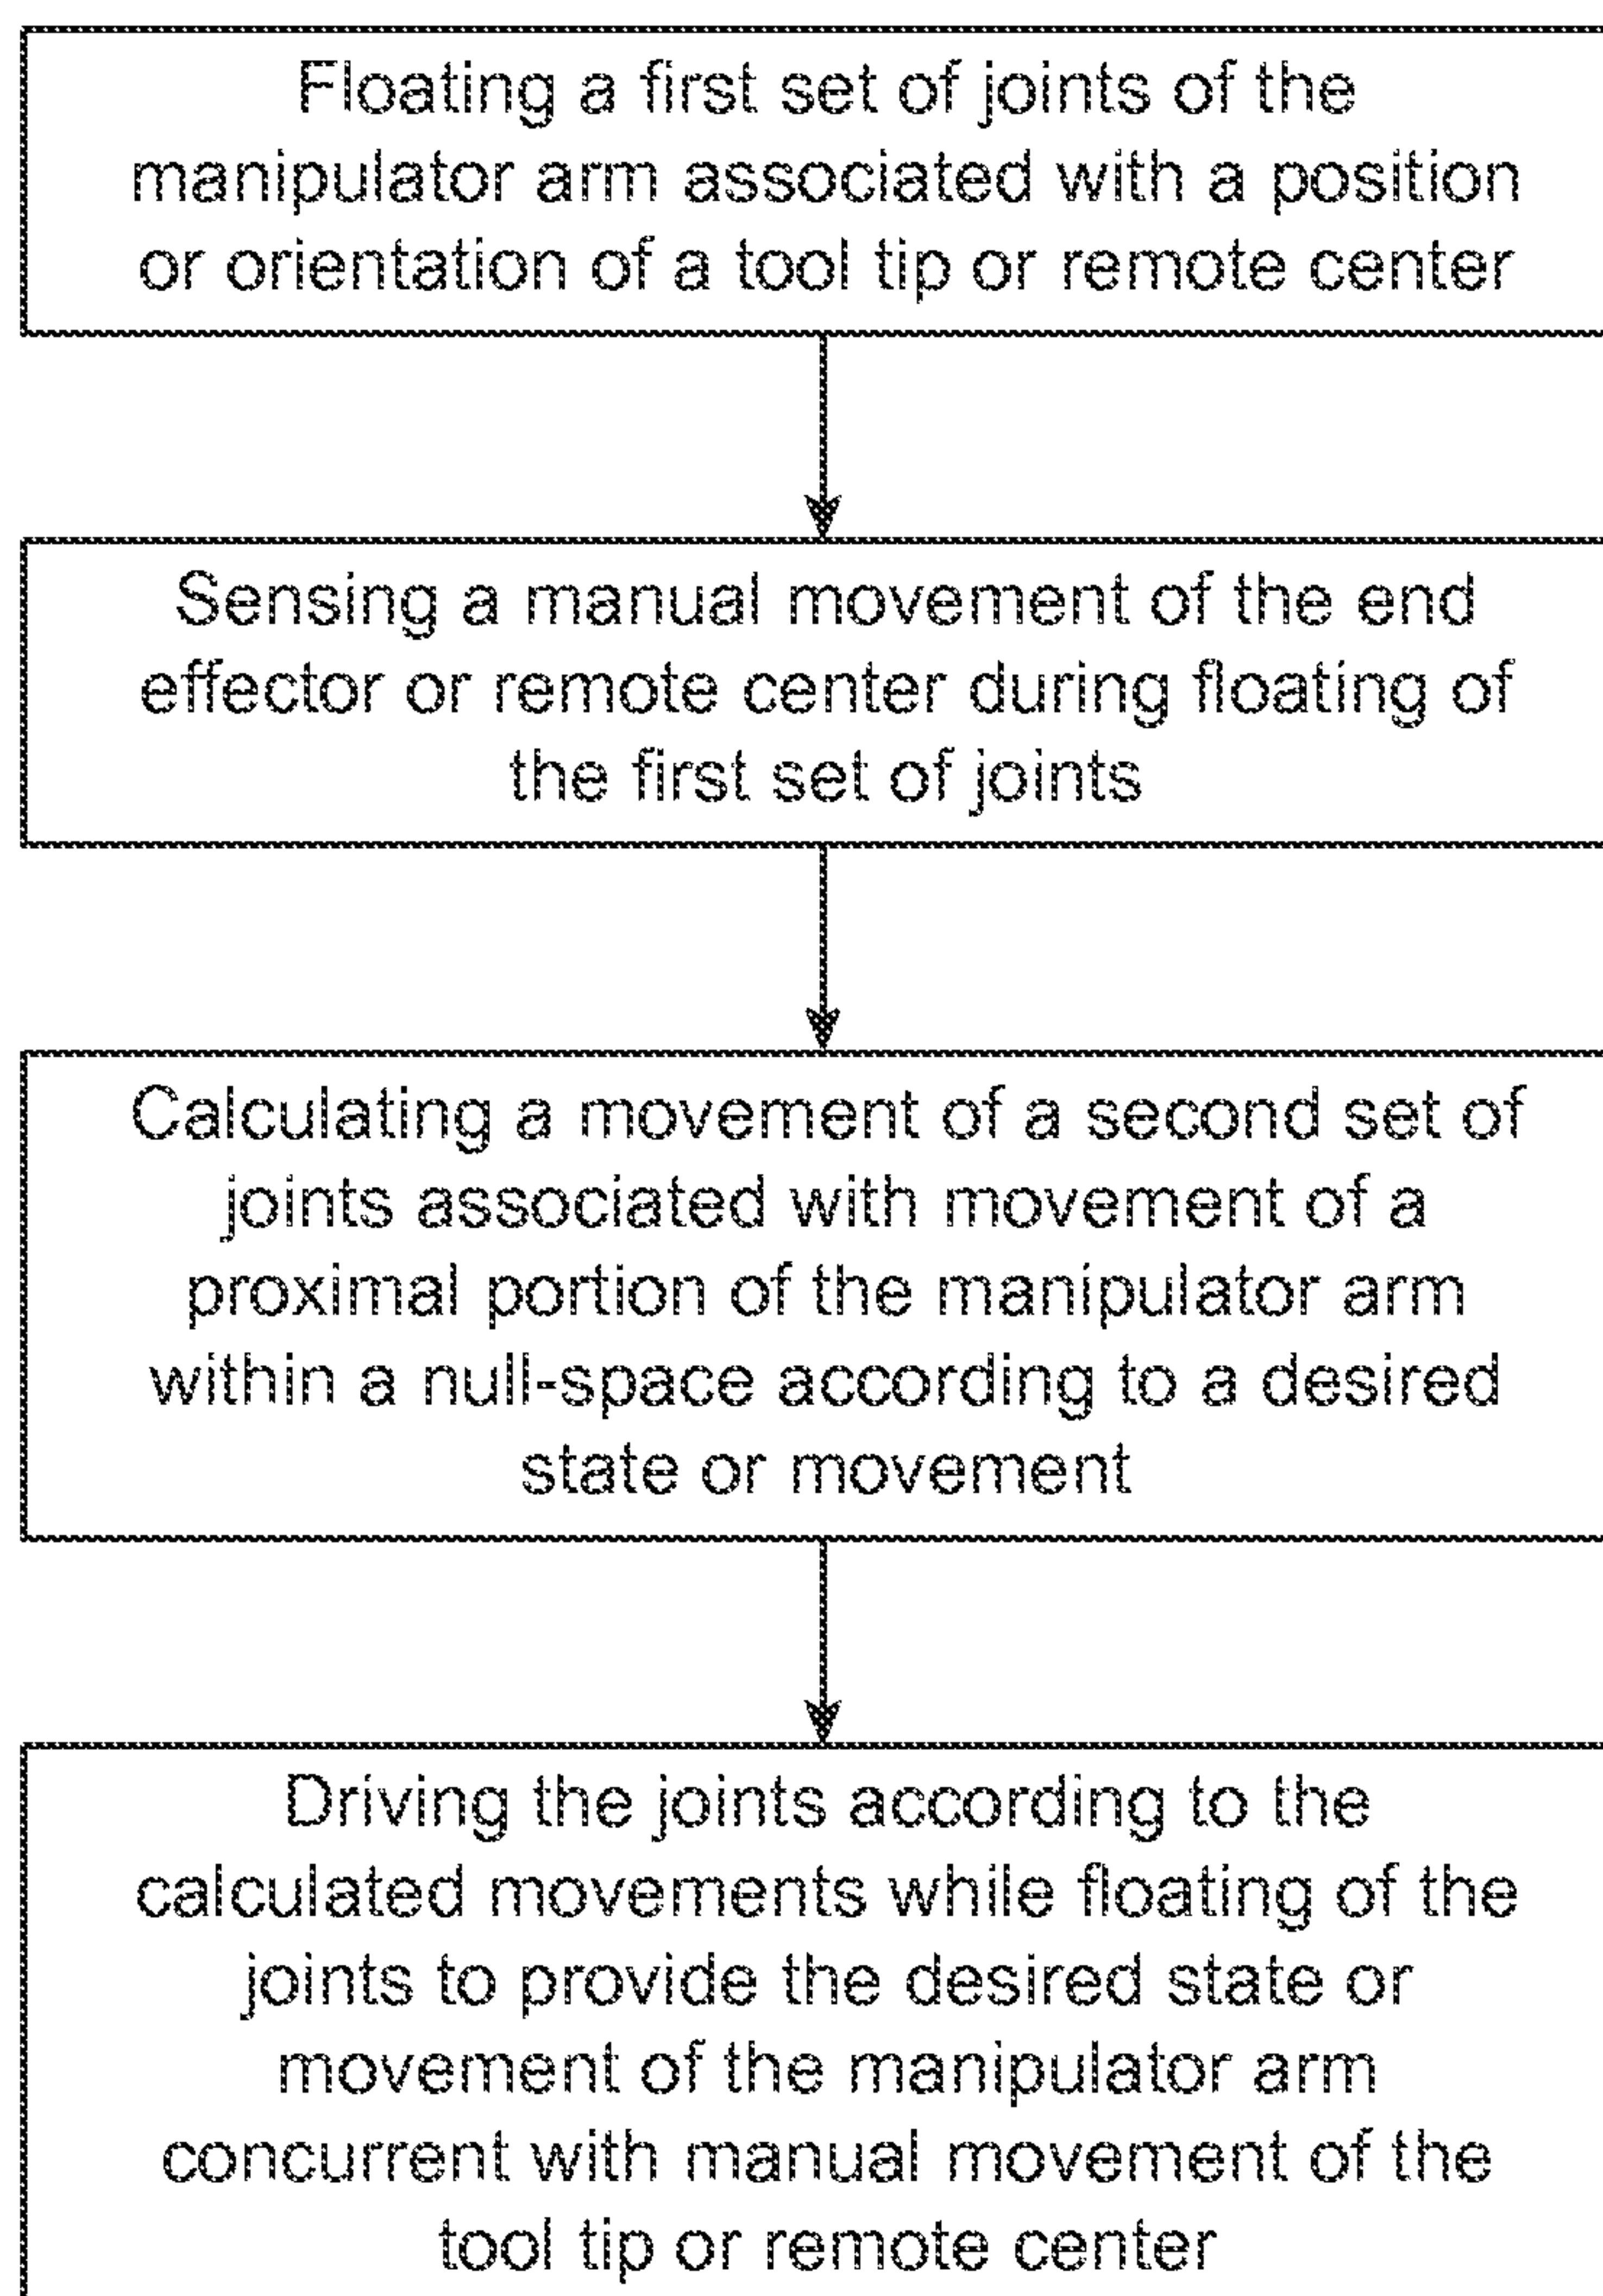 Floating a first set of joints of the
manipulator arm associated with a position
or orientation of a tool tip or remote center
Sensing a manual movement of the end
effector or remote center during floating of
the first set of joints
Calculating a movement of a second set of
joints associated with movement of a
proximal portion of the manipulator arm
within a null-space according to a desired
state or movement
Driving the joints according to the
calculated movements while floating of the
joints to provide the desired state or
movement of the manipulator arm
concurrent with manual movement of the
tool tip or remote center